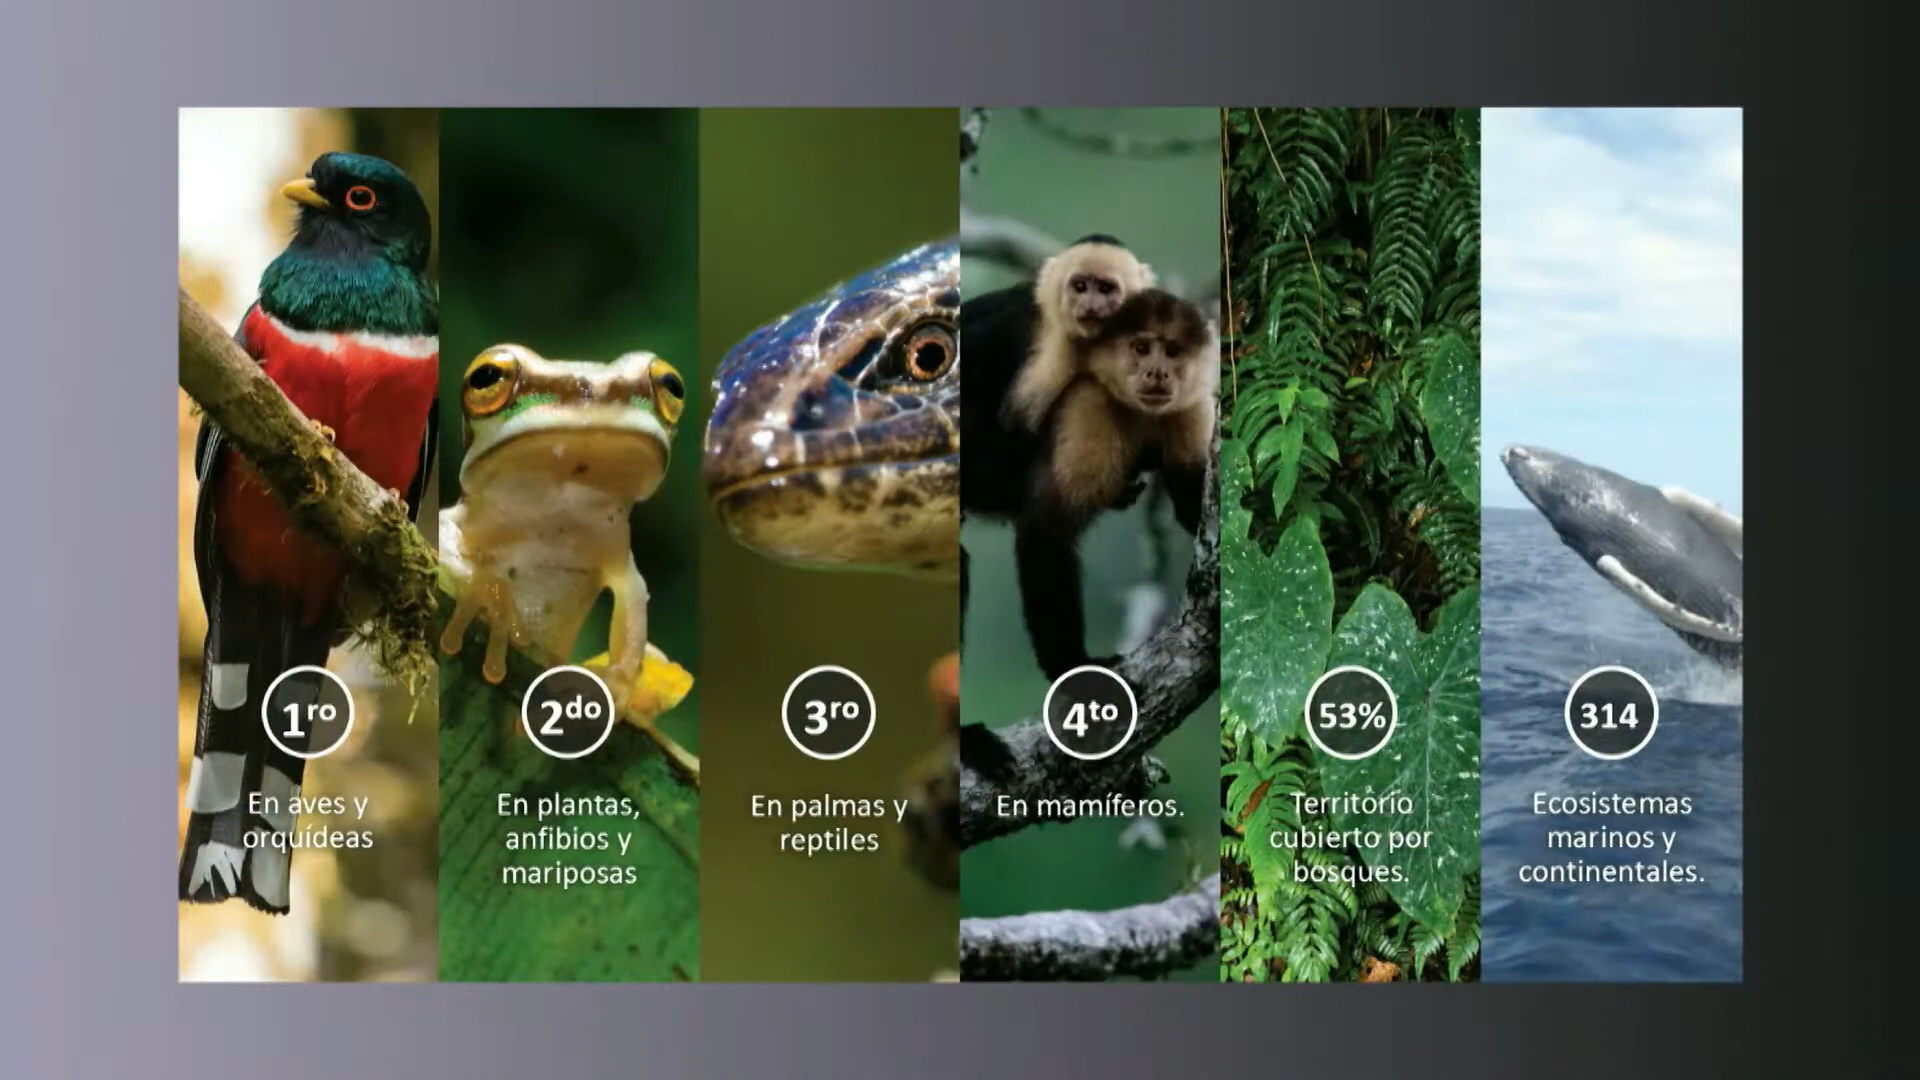 1ro
En aves y
orquídeas
2do
En plantas,
anfibios y
mariposas
3ro
En palmas y
reptiles
4to
En mamíferos.
53%
Territorio
cubierto por
bosques.
314
Ecosistemas
marinos y
continentales.